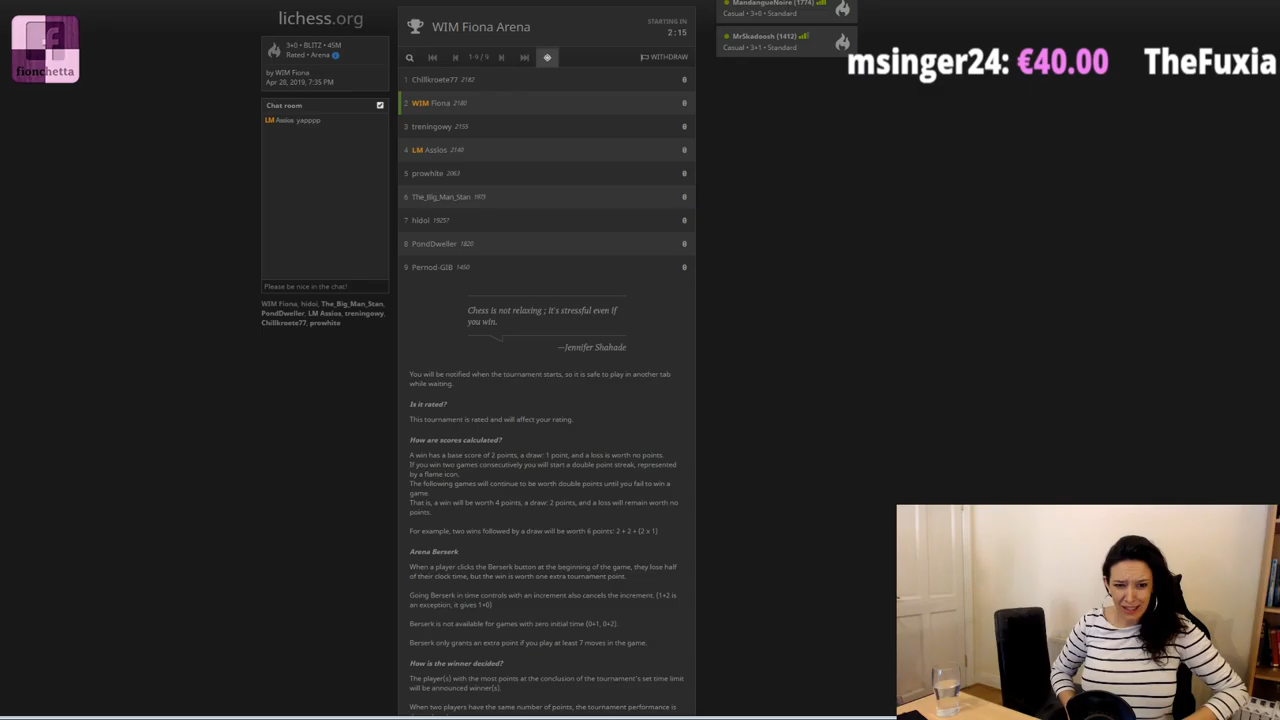 lichess.org
fionchetta
3+0 • BLITZ • 45M
Rated • Arena
by WIM Fiona
Apr 28, 2019, 7:35 PM
Chat room
LM Assios yapppp
Please be nice in the chat!
WIM Fiona, hidoi, The_Big_Man_Stan,
PondDweller, LM Assios, treningowy,
Chillkroete77, prowhite
WIM Fiona Arena
STARTING IN
2:15
1-9 / 9
WITHDRAW
1 Chillkroete77 2182 0
2 WIM Fiona 2180 0
3 treningowy 2155 0
4 LM Assios 2140 0
5 prowhite 2063 0
6 The_Big_Man_Stan 1975 0
7 hidoi 1925? 0
8 PondDweller 1820 0
9 Pernod-GIB 1450 0
Chess is not relaxing ; it's stressful even if
you win.
—Jennifer Shahade
You will be notified when the tournament starts, so it is safe to play in another tab
while waiting.
Is it rated?
This tournament is rated and will affect your rating.
How are scores calculated?
A win has a base score of 2 points, a draw: 1 point, and a loss is worth no points.
If you win two games consecutively you will start a double point streak, represented
by a flame icon.
The following games will continue to be worth double points until you fail to win a
game.
That is, a win will be worth 4 points, a draw: 2 points, and a loss will remain worth no
points.
For example, two wins followed by a draw will be worth 6 points: 2 + 2 + (2 x 1)
Arena Berserk
When a player clicks the Berserk button at the beginning of the game, they lose half
of their clock time, but the win is worth one extra tournament point.
Going Berserk in time controls with an increment also cancels the increment. (1+2 is
an exception, it gives 1+0)
Berserk is not available for games with zero initial time (0+1, 0+2).
Berserk only grants an extra point if you play at least 7 moves in the game.
How is the winner decided?
The player(s) with the most points at the conclusion of the tournament's set time limit
will be announced winner(s).
When two players have the same number of points, the tournament performance is
MandangueNoire (1774)
Casual • 3+0 • Standard
MrSkadoosh (1412)
Casual • 3+1 • Standard
msinger24: €40.00 TheFuxia